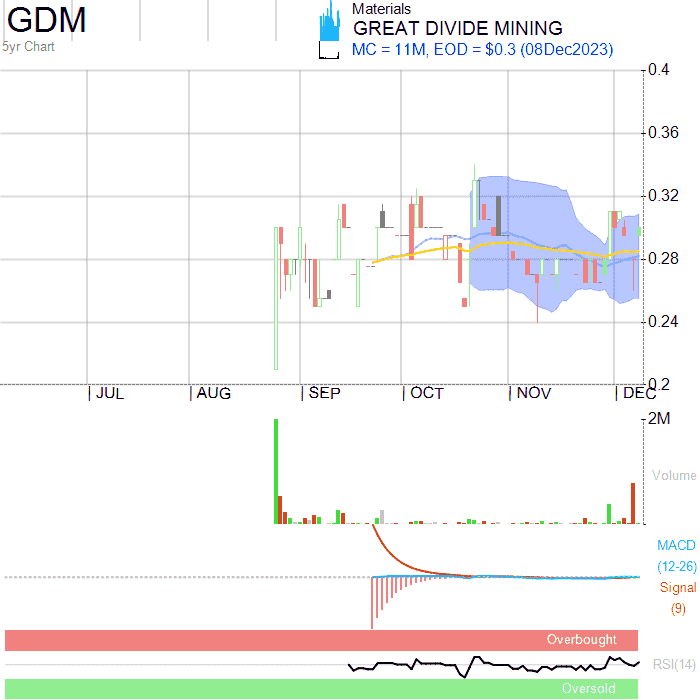 GDM
5yr Chart
Materials
GREAT DIVIDE MINING
MC = 11M, EOD = $0.3 (08Dec2023)
0.4
0.36
0.32
0.28
0.24
0.2
JUL AUG SEP OCT NOV DEC
2M
Volume
MACD
(12-26)
Signal
(9)
Overbought
RSI(14)
Oversold